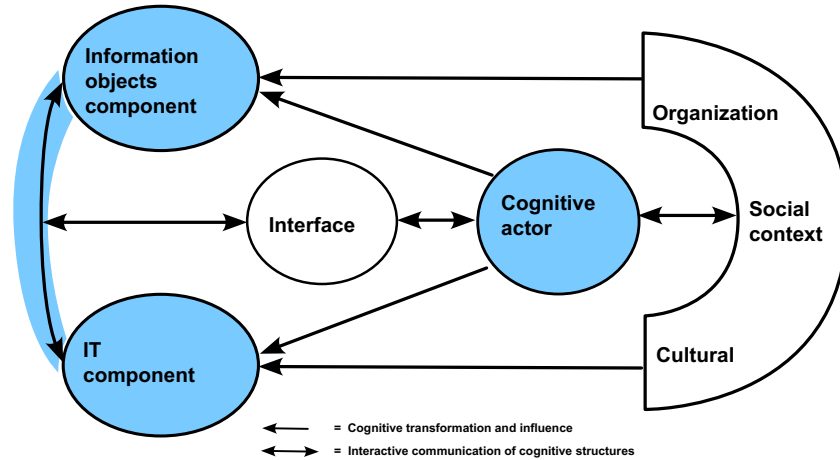 Information
objects
component
Organization
Cognitive
actor
Interface
Social
context
IT
component
Cultural
= Cognitive transformation and influence
= Interactive communication of cognitive structures